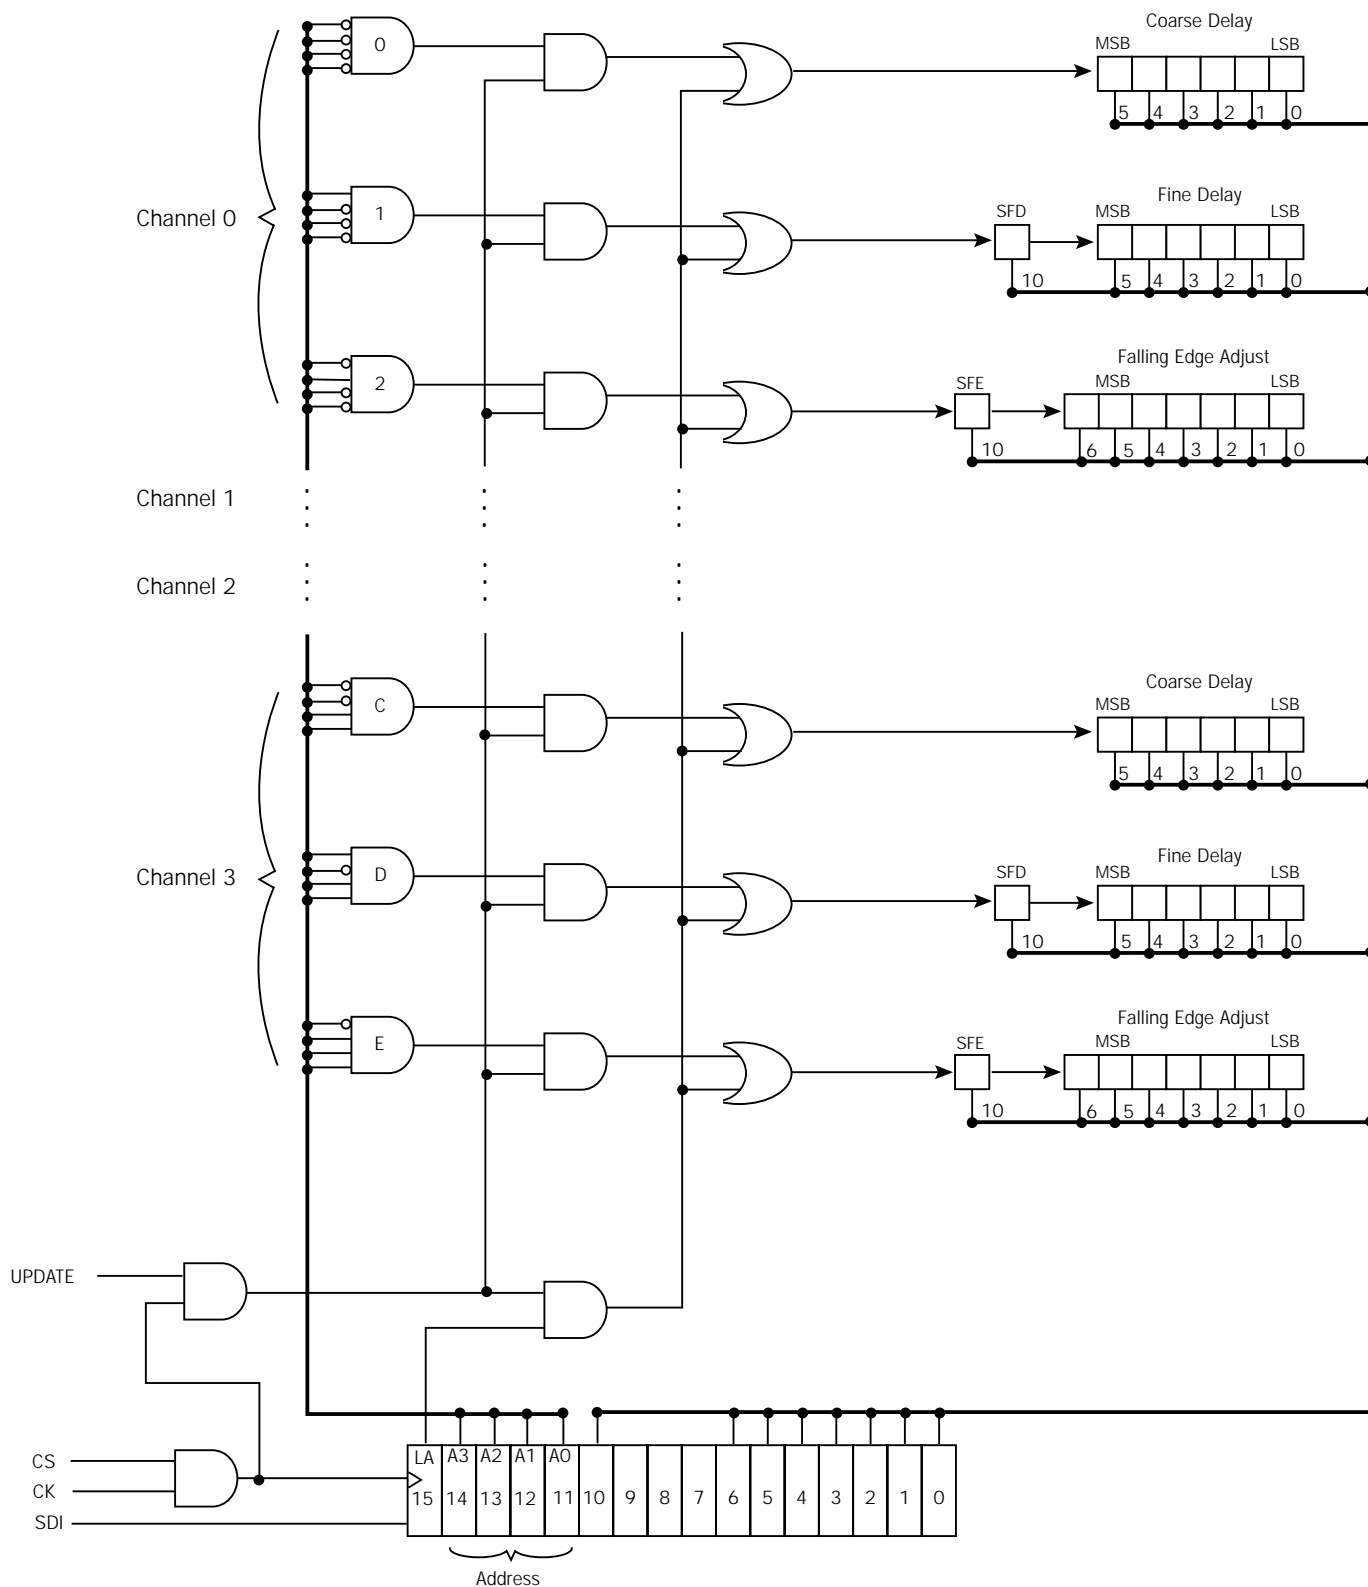 Coarse Delay
MSB LSB
0
5 4 3 2 1 0
Fine Delay
SFD MSB LSB
Channel 0
1
10 5 4 3 2 1 0
Falling Edge Adjust
SFE MSB LSB
2
10 6 5 4 3 2 1 0
Channel 1
Channel 2
Coarse Delay
MSB LSB
C
5 4 3 2 1 0
Fine Delay
SFD MSB LSB
Channel 3
D
10 5 4 3 2 1 0
Falling Edge Adjust
SFE MSB LSB
E
10 6 5 4 3 2 1 0
UPDATE
CS
LA A3 A2 A1 A0
CK
15 14 13 12 11 10 9 8 7 6 5 4 3 2 1 0
SDI
Address